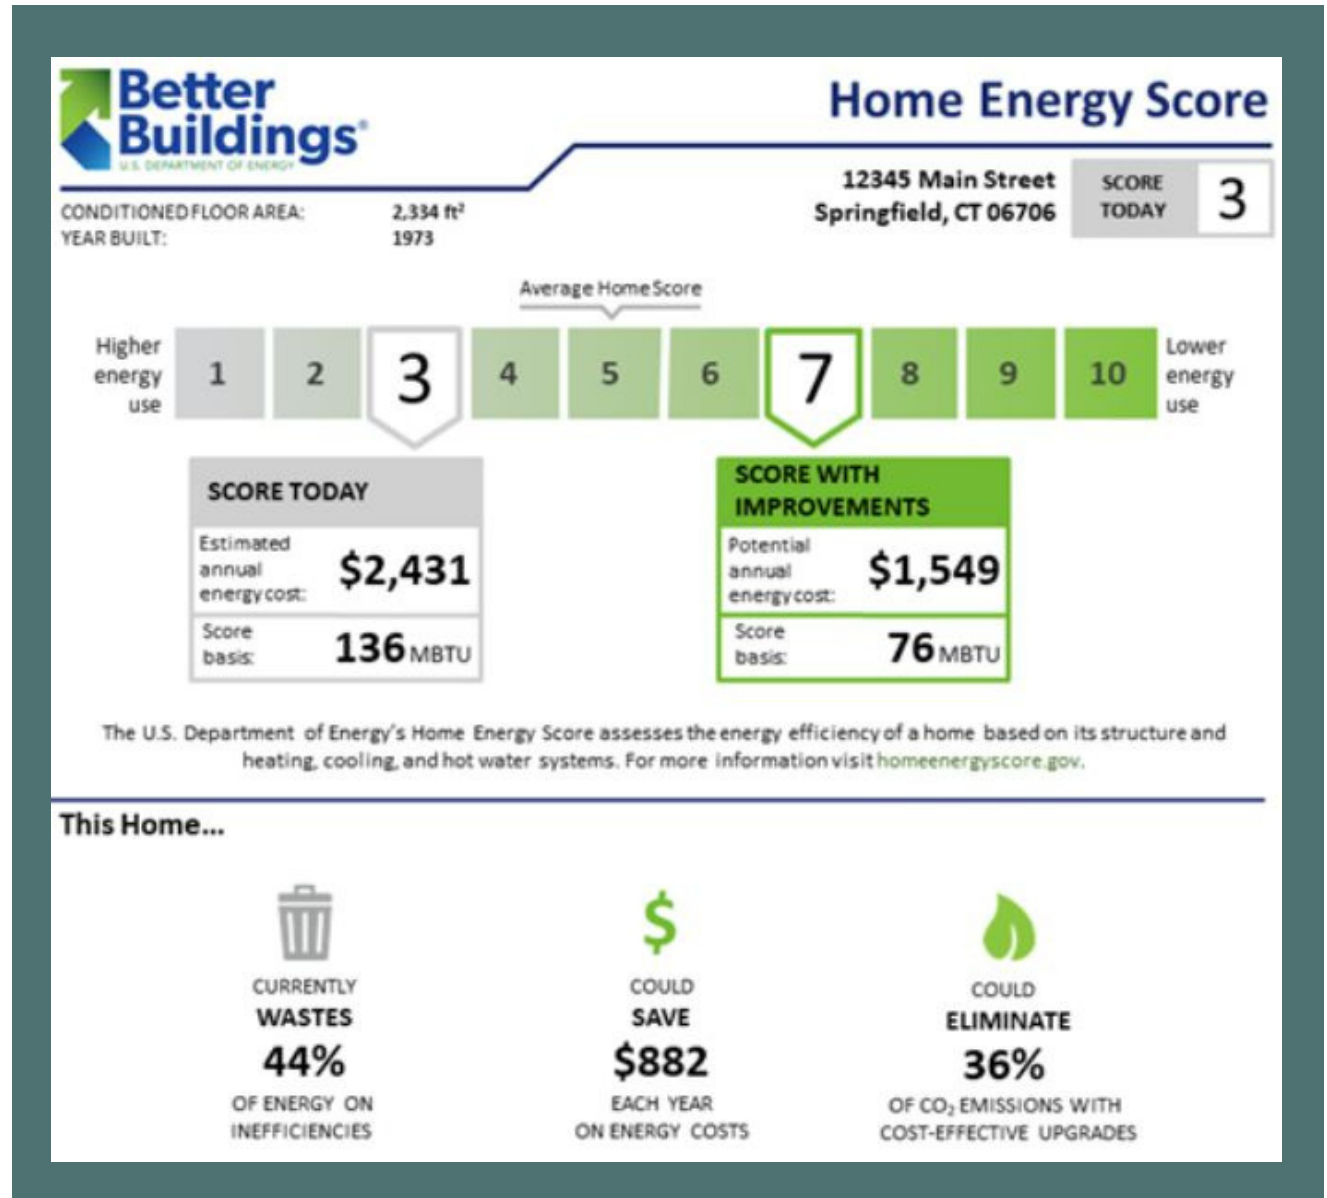 Better
Buildings®
U.S. DEPARTMENT OF ENERGY
Home Energy Score
CONDITIONED FLOOR AREA: 2,334 ft²
YEAR BUILT: 1973
12345 Main Street
Springfield, CT 06706
SCORE
TODAY
3
Average Home Score
Higher
energy
use
1 2 3 4 5 6 7 8 9 10
Lower
energy
use
SCORE TODAY
Estimated
annual
energy cost:
$2,431
Score
basis:
136 MBTU
SCORE WITH
IMPROVEMENTS
Potential
annual
energy cost:
$1,549
Score
basis:
76 MBTU
The U.S. Department of Energy's Home Energy Score assesses the energy efficiency of a home based on its structure and
heating, cooling, and hot water systems. For more information visit homeenergyscore.gov.
This Home...
CURRENTLY
WASTES
44%
OF ENERGY ON
INEFFICIENCIES
$
COULD
SAVE
$882
EACH YEAR
ON ENERGY COSTS
COULD
ELIMINATE
36%
OF CO₂ EMISSIONS WITH
COST-EFFECTIVE UPGRADES